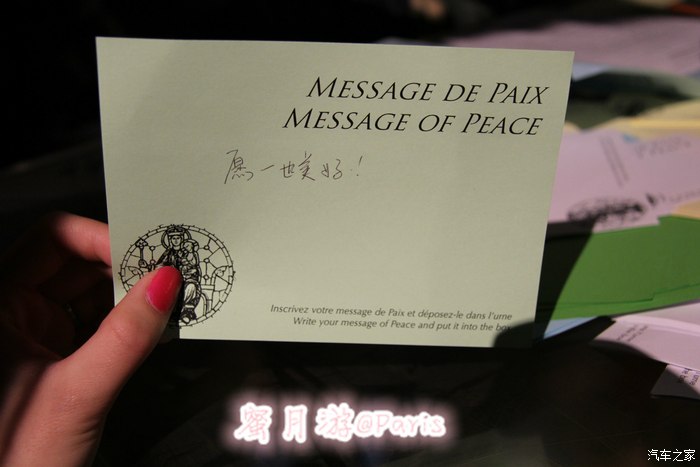 MESSAGE DE PAIX
MESSAGE OF PEACE
愿一切美好!
Inscrivez votre message de Paix et déposez-le dans l'urne
Write your message of Peace and put it into the box
蜜月游@Paris
汽车之家